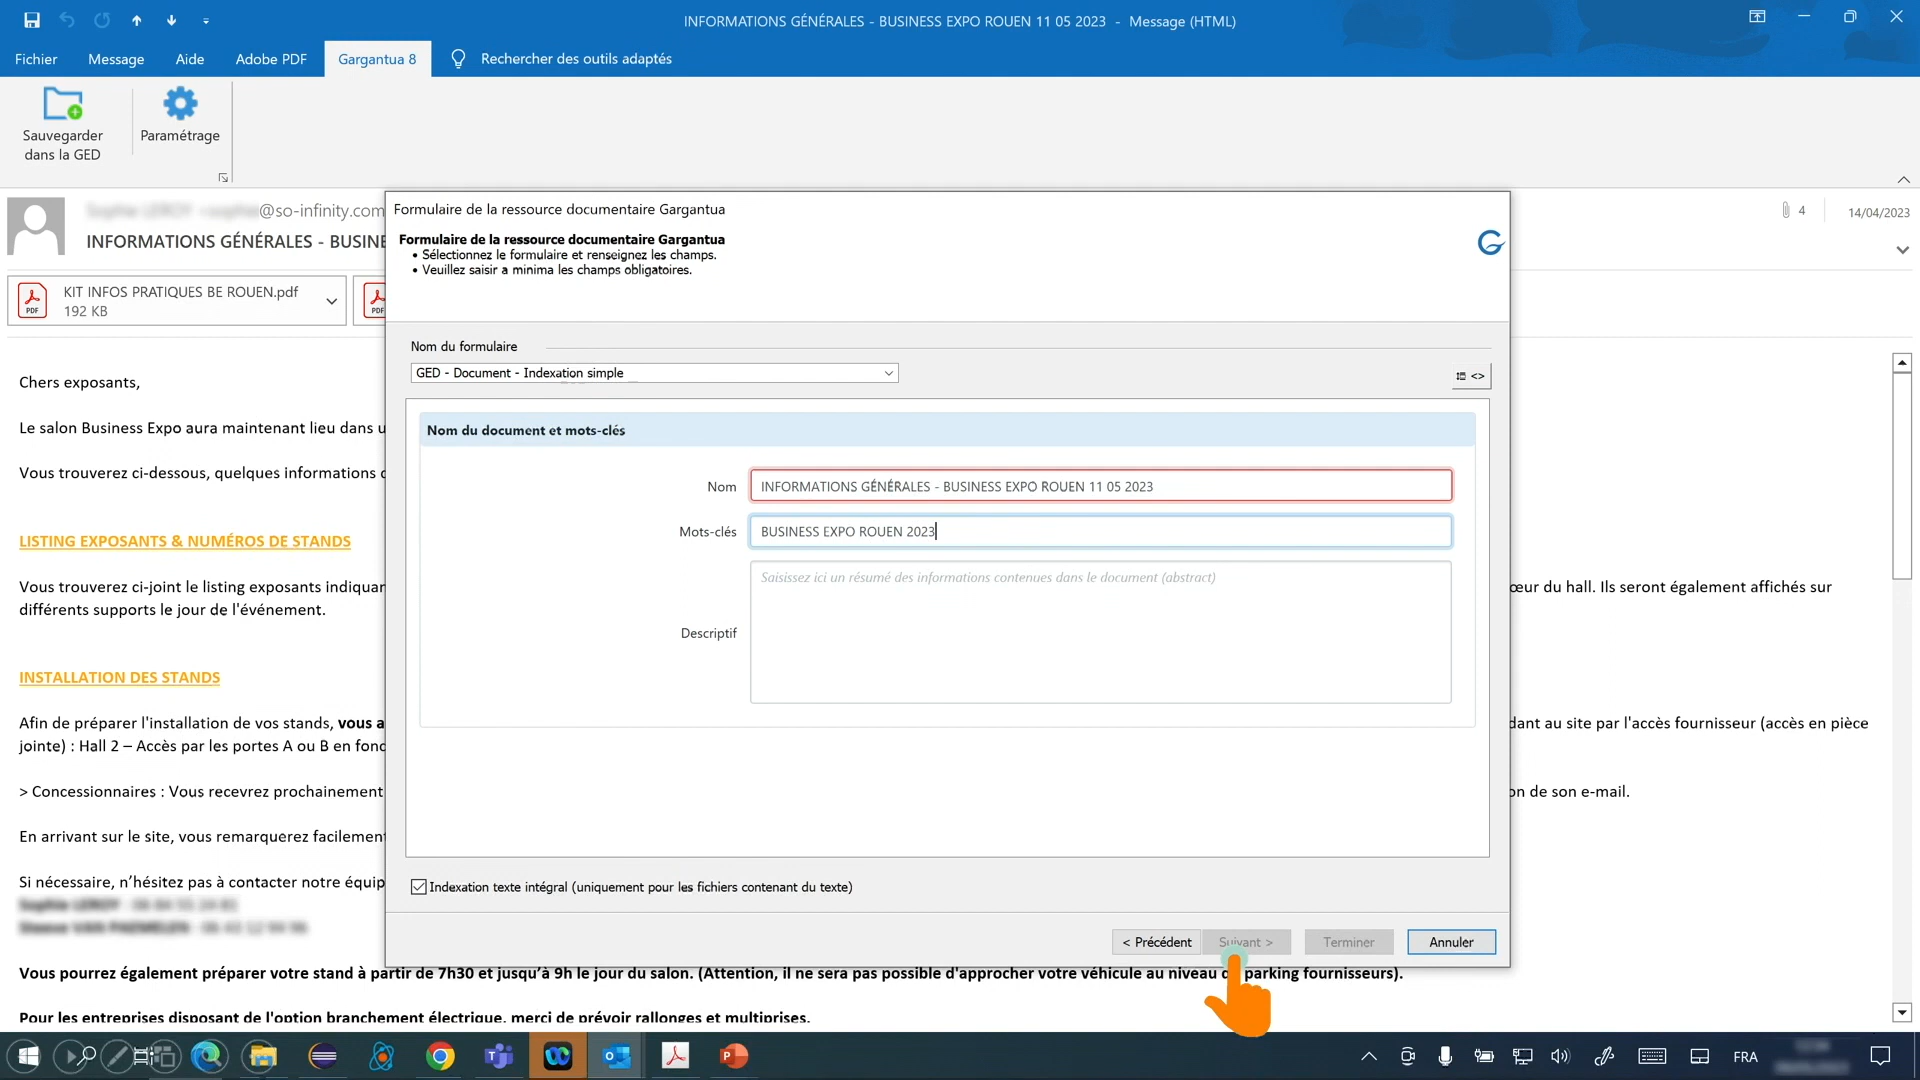 INFORMATIONS GÉNÉRALES - BUSINESS EXPO ROUEN 11 05 2023 - Message (HTML)
Fichier Message Aide Adobe PDF Gargantua 8 Rechercher des outils adaptés
Sauvegarder
dans la GED
Paramétrage
@so-infinity.com
4
14/04/2023
INFORMATIONS GÉNÉRALES - BUSINE
KIT INFOS PRATIQUES BE ROUEN.pdf
192 KB
PDF
PDF
Formulaire de la ressource documentaire Gargantua
Formulaire de la ressource documentaire Gargantua
• Sélectionnez le formulaire et renseignez les champs.
• Veuillez saisir a minima les champs obligatoires.
Nom du formulaire
GED - Document - Indexation simple
<>
Nom du document et mots-clés
Nom INFORMATIONS GÉNÉRALES - BUSINESS EXPO ROUEN 11 05 2023
Mots-clés BUSINESS EXPO ROUEN 2023
Saisissez ici un résumé des informations contenues dans le document (abstract)
Descriptif
Indexation texte intégral (uniquement pour les fichiers contenant du texte)
< Précédent Suivant > Terminer Annuler
Chers exposants,
Le salon Business Expo aura maintenant lieu dans
Vous trouverez ci-dessous, quelques informations
LISTING EXPOSANTS & NUMÉROS DE STANDS
Vous trouverez ci-joint le listing exposants indiquan
œur du hall. Ils seront également affichés sur
différents supports le jour de l'événement.
INSTALLATION DES STANDS
Afin de préparer l'installation de vos stands, vous a
dant au site par l'accès fournisseur (accès en pièce
jointe) : Hall 2 – Accès par les portes A ou B en fond
> Concessionnaires : Vous recevrez prochainement
on de son e-mail.
En arrivant sur le site, vous remarquerez facilement
Si nécessaire, n’hésitez pas à contacter notre équip
Vous pourrez également préparer votre stand à partir de 7h30 et jusqu’à 9h le jour du salon. (Attention, il ne sera pas possible d'approcher votre véhicule au niveau d parking fournisseurs).
Pour les entreprises disposant de l'option branchement électrique, merci de prévoir rallonges et multiprises.
FRA